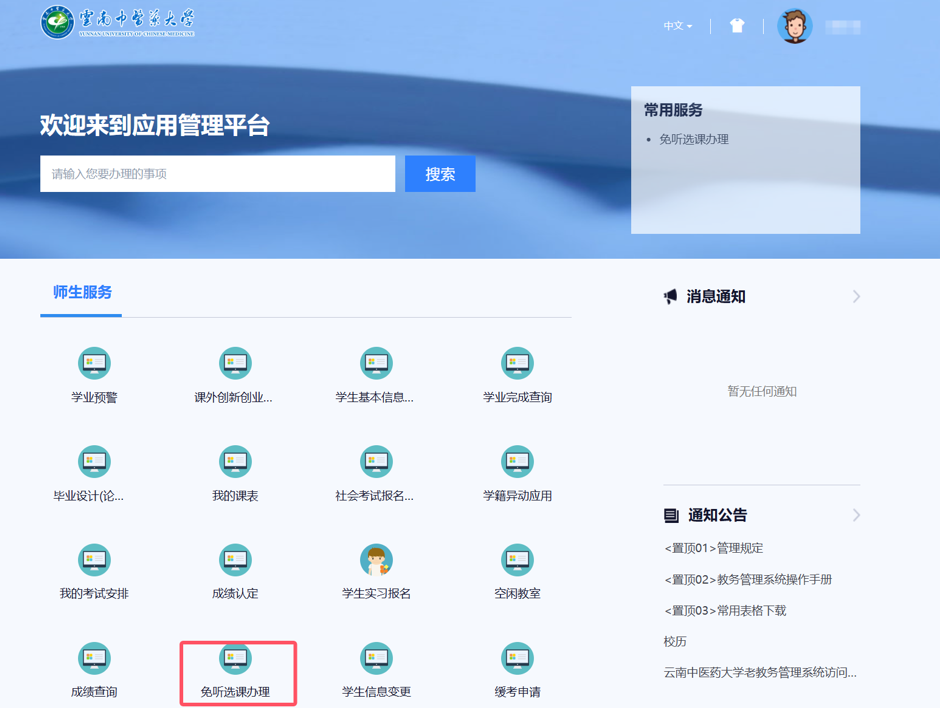 雲南中醫藥大學
YUNNAN UNIVERSITY OF CHINESE MEDICINE
中文
欢迎来到应用管理平台
请输入您要办理的事项
搜索
常用服务
免听选课办理
师生服务
学业预警
课外创新创业...
学生基本信息...
学业完成查询
毕业设计(论...
我的课表
社会考试报名...
学籍异动应用
我的考试安排
成绩认定
学生实习报名
空闲教室
成绩查询
免听选课办理
学生信息变更
缓考申请
消息通知
暂无任何通知
通知公告
<置顶01>管理规定
<置顶02>教务管理系统操作手册
<置顶03>常用表格下载
校历
云南中医药大学老教务管理系统访问...